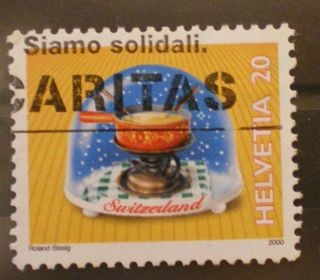 Siamo solidali.
CARITAS
HELVETIA 20
Switzerland
Roland Bissig
2000